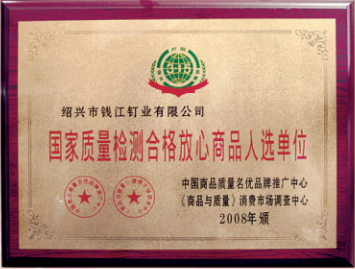 绍兴市钱江钉业有限公司
国家质量检测合格放心商品入选单位
中国商品质量名优品牌推广中心
《商品与质量》消费市场调查中心
2008年颁